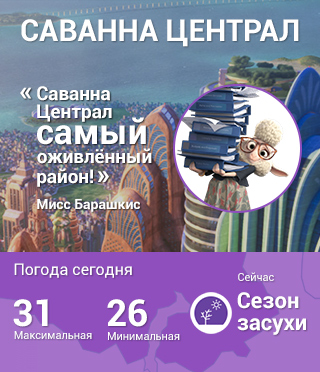 САВАННА ЦЕНТРАЛ
« Саванна
Централ
самый
оживлённый
район! »
Мисс Барашкис
Погода сегодня
31
Максимальная
26
Минимальная
Сейчас
Сезон
засухи